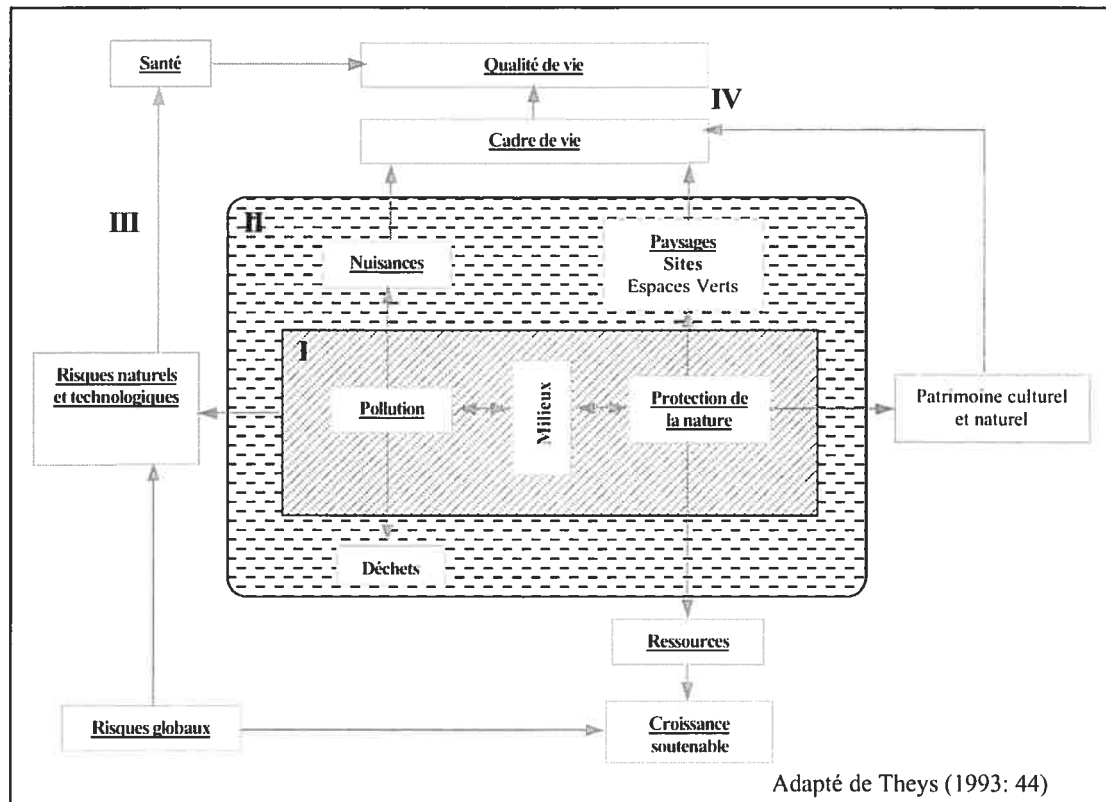 Santé
Qualité de vie
IV
Cadre de vie
III
II
Nuisances
Paysages
Sites
Espaces Verts
I
Risques naturels
et technologiques
Pollution
Milieux
Protection de
la nature
Patrimoine culturel
et naturel
Déchets
Ressources
Risques globaux
Croissance
soutenable
Adapté de Theys (1993: 44)